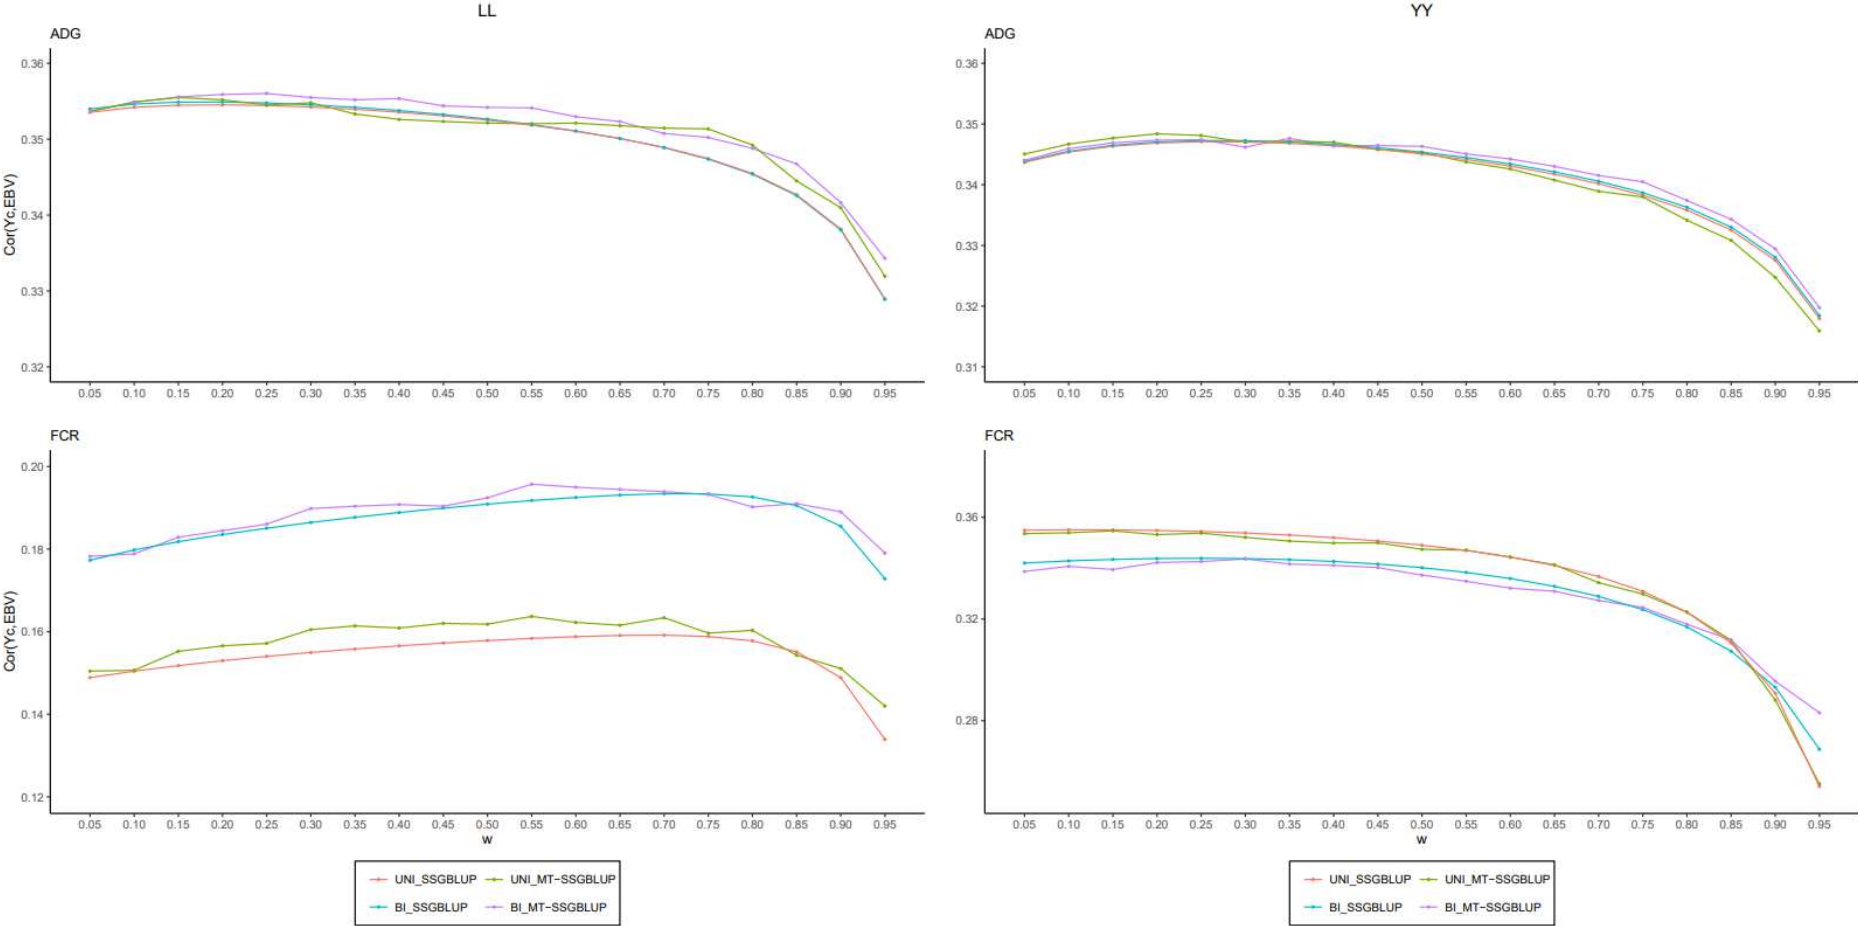 LL
ADG
0.36
0.35
0.34
0.33
0.32
Cor(Yc,EBV)
0.05 0.10 0.15 0.20 0.25 0.30 0.35 0.40 0.45 0.50 0.55 0.60 0.65 0.70 0.75 0.80 0.85 0.90 0.95
YY
ADG
0.36
0.35
0.34
0.33
0.32
0.31
0.05 0.10 0.15 0.20 0.25 0.30 0.35 0.40 0.45 0.50 0.55 0.60 0.65 0.70 0.75 0.80 0.85 0.90 0.95
FCR
0.20
0.18
0.16
0.14
0.12
Cor(Yc,EBV)
0.05 0.10 0.15 0.20 0.25 0.30 0.35 0.40 0.45 0.50 0.55 0.60 0.65 0.70 0.75 0.80 0.85 0.90 0.95
w
FCR
0.36
0.32
0.28
0.05 0.10 0.15 0.20 0.25 0.30 0.35 0.40 0.45 0.50 0.55 0.60 0.65 0.70 0.75 0.80 0.85 0.90 0.95
w
UNI_SSGBLUP UNI_MT−SSGBLUP
BI_SSGBLUP BI_MT−SSGBLUP
UNI_SSGBLUP UNI_MT−SSGBLUP
BI_SSGBLUP BI_MT−SSGBLUP